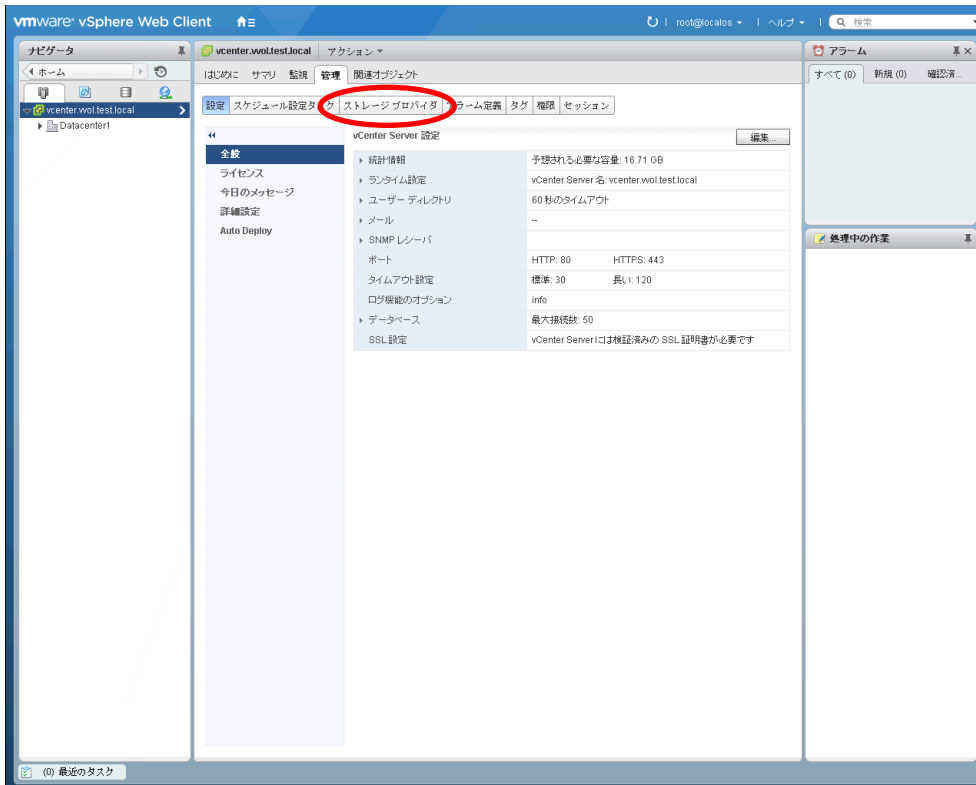 vmware® vSphere Web Client
root@localos
ヘルプ
検索
ナビゲータ
ホーム
vcenter.vvol.test.local
Datacenter1
vcenter.vvol.test.local アクション
はじめに サマリ 監視 管理 関連オブジェクト
設定 スケジュール設定タスク ストレージ プロバイダ アラーム定義 タグ 権限 セッション
全般
ライセンス
今日のメッセージ
詳細設定
Auto Deploy
vCenter Server 設定
編集...
統計情報 予想される必要な容量: 16.71 GB
ランタイム設定 vCenter Server 名: vcenter.vvol.test.local
ユーザー ディレクトリ 60 秒のタイムアウト
メール --
SNMP レシーバ
ポート HTTP: 80 HTTPS: 443
タイムアウト設定 標準: 30 長い: 120
ログ機能のオプション info
データベース 最大接続数: 50
SSL 設定 vCenter Server には検証済みの SSL 証明書が必要です
アラーム
すべて (0) 新規 (0) 確認済...
処理中の作業
(0) 最近のタスク